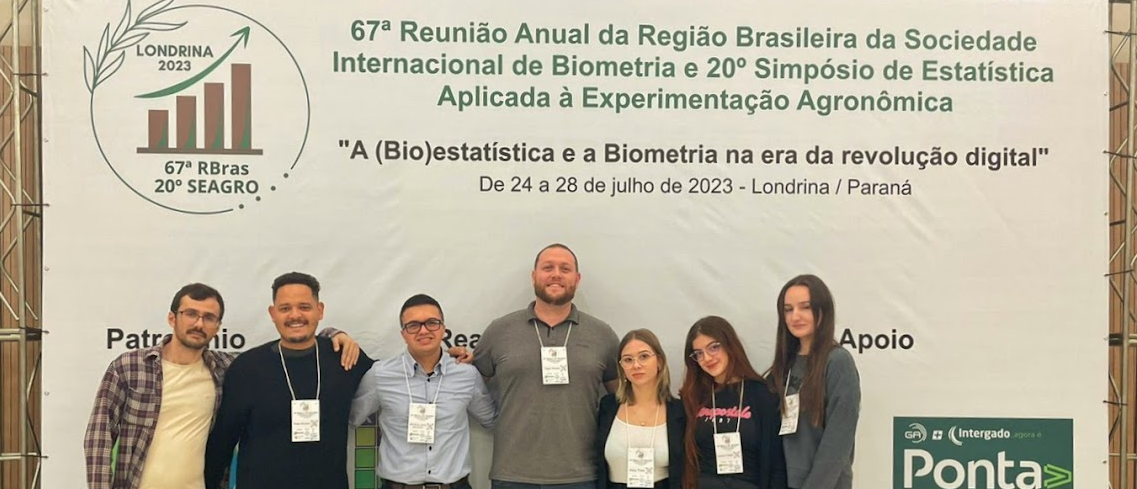 LONDRINA
2023
67ª RBras
20º SEAGRO
67ª Reunião Anual da Região Brasileira da Sociedade
Internacional de Biometria e 20º Simpósio de Estatística
Aplicada à Experimentação Agronômica
"A (Bio)estatística e a Biometria na era da revolução digital"
De 24 a 28 de julho de 2023 - Londrina / Paraná
Apoio
GA + Intergado agora é
Ponta